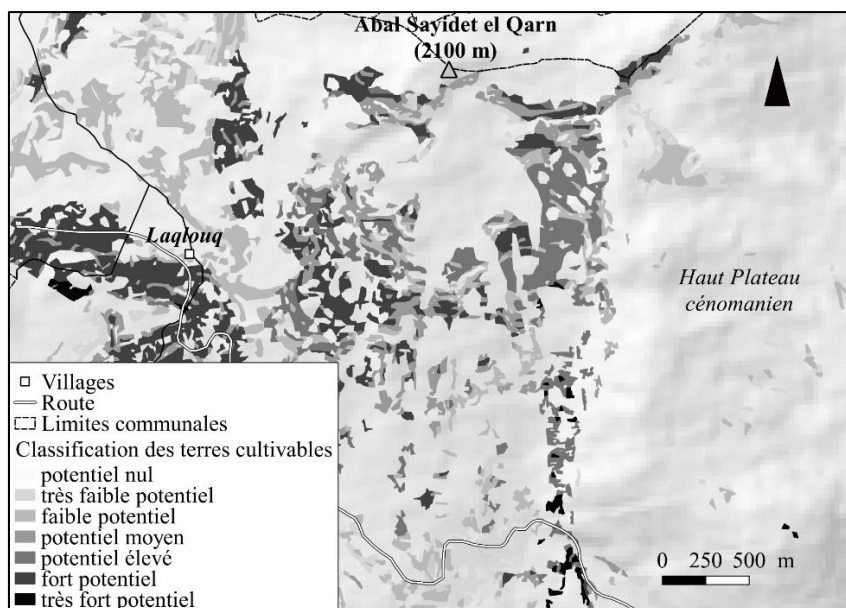 Abal Sayidet el Qarn
(2100 m)
Laqlouq
Haut Plateau
cénomanien
Villages
Route
Limites communales
Classification des terres cultivables
potentiel nul
très faible potentiel
faible potentiel
potentiel moyen
potentiel élevé
fort potentiel
très fort potentiel
0 250 500 m